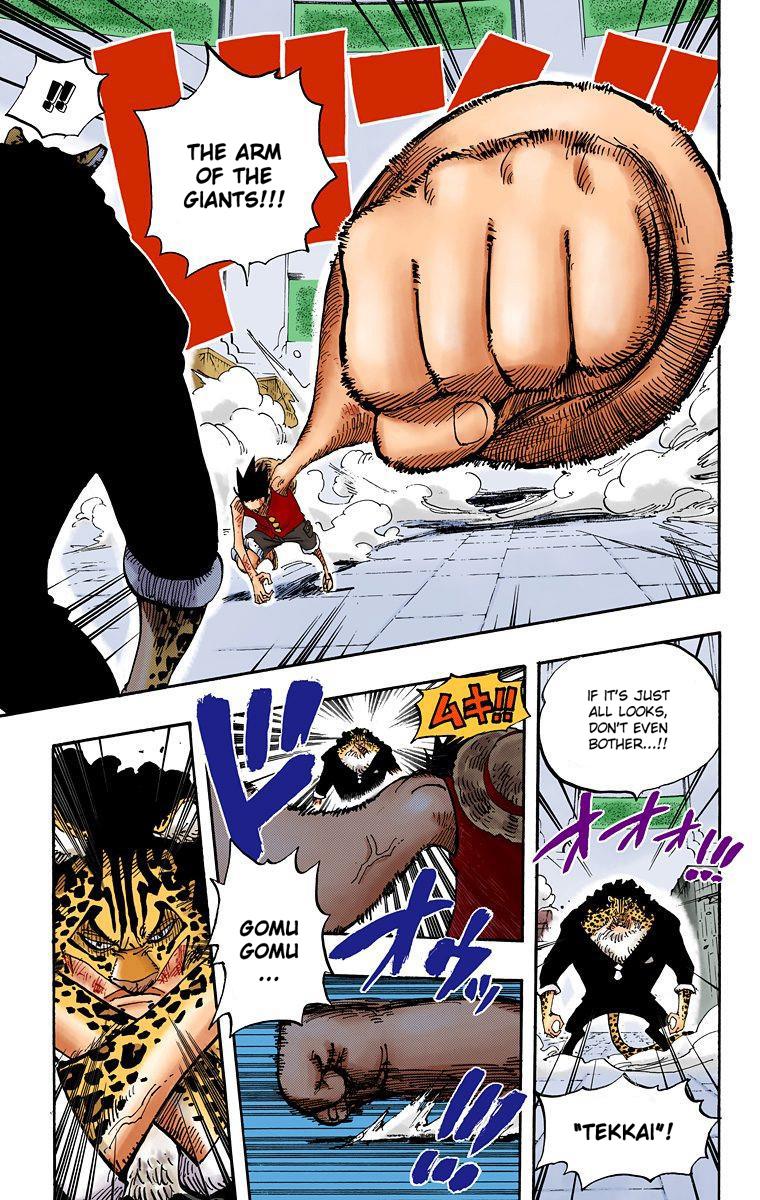 !!
THE ARM
OF THE
GIANTS!!!
IF IT'S JUST
ALL LOOKS,
DON'T EVEN
BOTHER...!!
オオオ!!!
"TEKKAI"!
ムキ!!
GOMU
GOMU
...
ドオウッ!!!